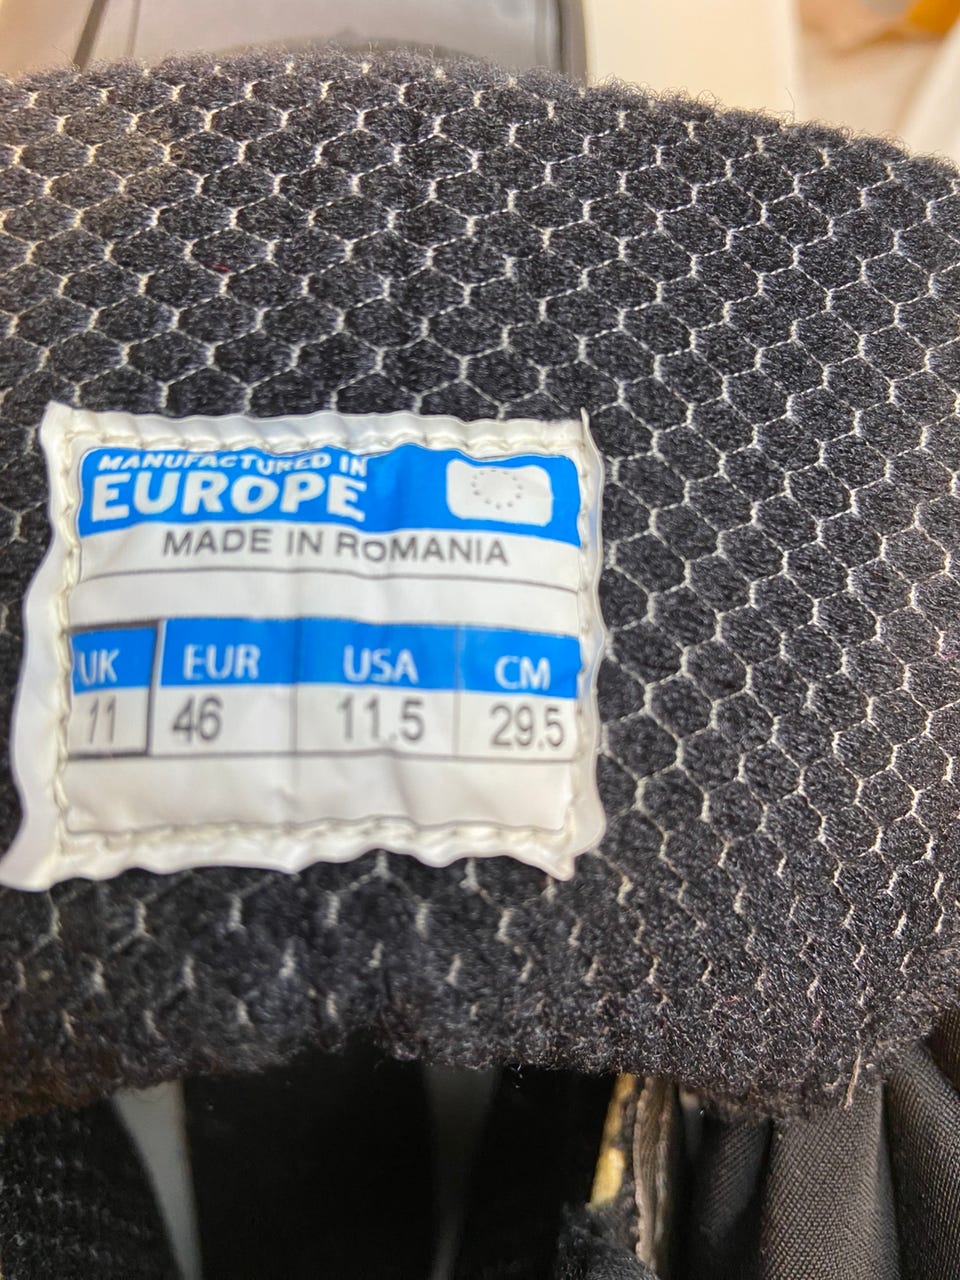 MANUFACTURED IN
EUROPE
MADE IN ROMANIA
UK EUR USA CM
11 46 11.5 29.5